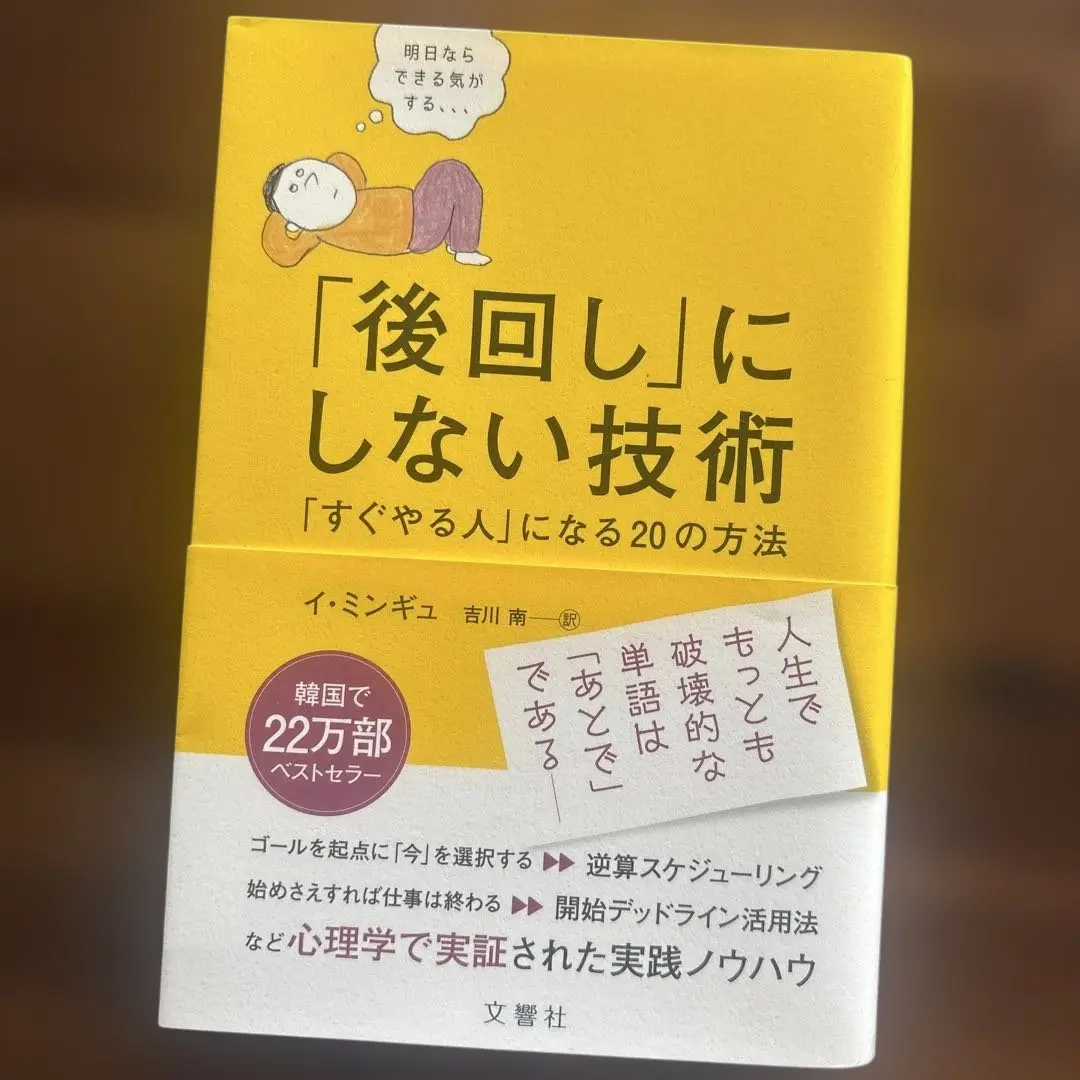 明日なら
できる気が
する、、、
「後回し」に
しない技術
「すぐやる人」になる20の方法
イ・ミンギュ 吉川 南──訳
人生で
もっとも
破壊的な
単語は
「あとで」
である──
韓国で
22万部
ベストセラー
ゴールを起点に「今」を選択する ▶▶ 逆算スケジューリング
始めさえすれば仕事は終わる ▶▶ 開始デッドライン活用法
など心理学で実証された実践ノウハウ
文響社